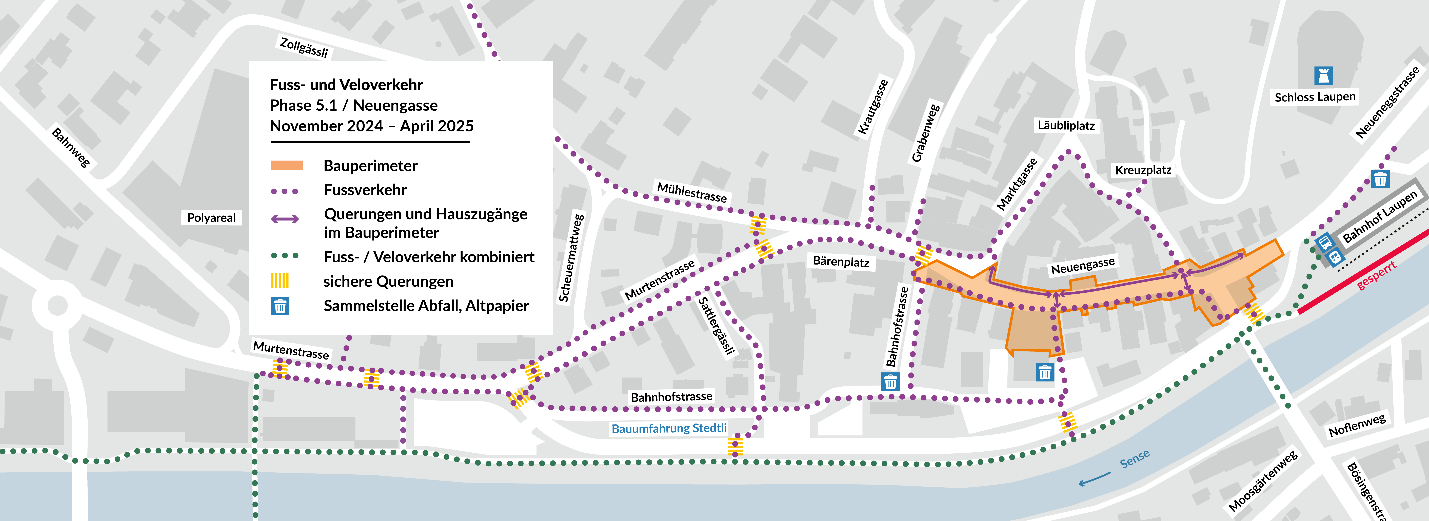 Zollgässli
Fuss- und Veloverkehr
Phase 5.1 / Neuengasse
November 2024 – April 2025
Bauperimeter
Fussverkehr
Querungen und Hauszugänge
im Bauperimeter
Fuss- / Veloverkehr kombiniert
sichere Querungen
Sammelstelle Abfall, Altpapier
Bahnweg
Polyareal
Murtenstrasse
Scheuermattweg
Mühlestrasse
Murtenstrasse
Sattlergässli
Bahnhofstrasse
Bauumfahrung Stedtli
Bärenplatz
Bahnhofstrasse
Krautgasse
Grabenweg
Marktgasse
Läubliplatz
Kreuzplatz
Neuengasse
Schloss Laupen
Neueneggstrasse
Bahnhof Laupen
gesperrt
Sense
Noflenweg
Moosgärtenweg